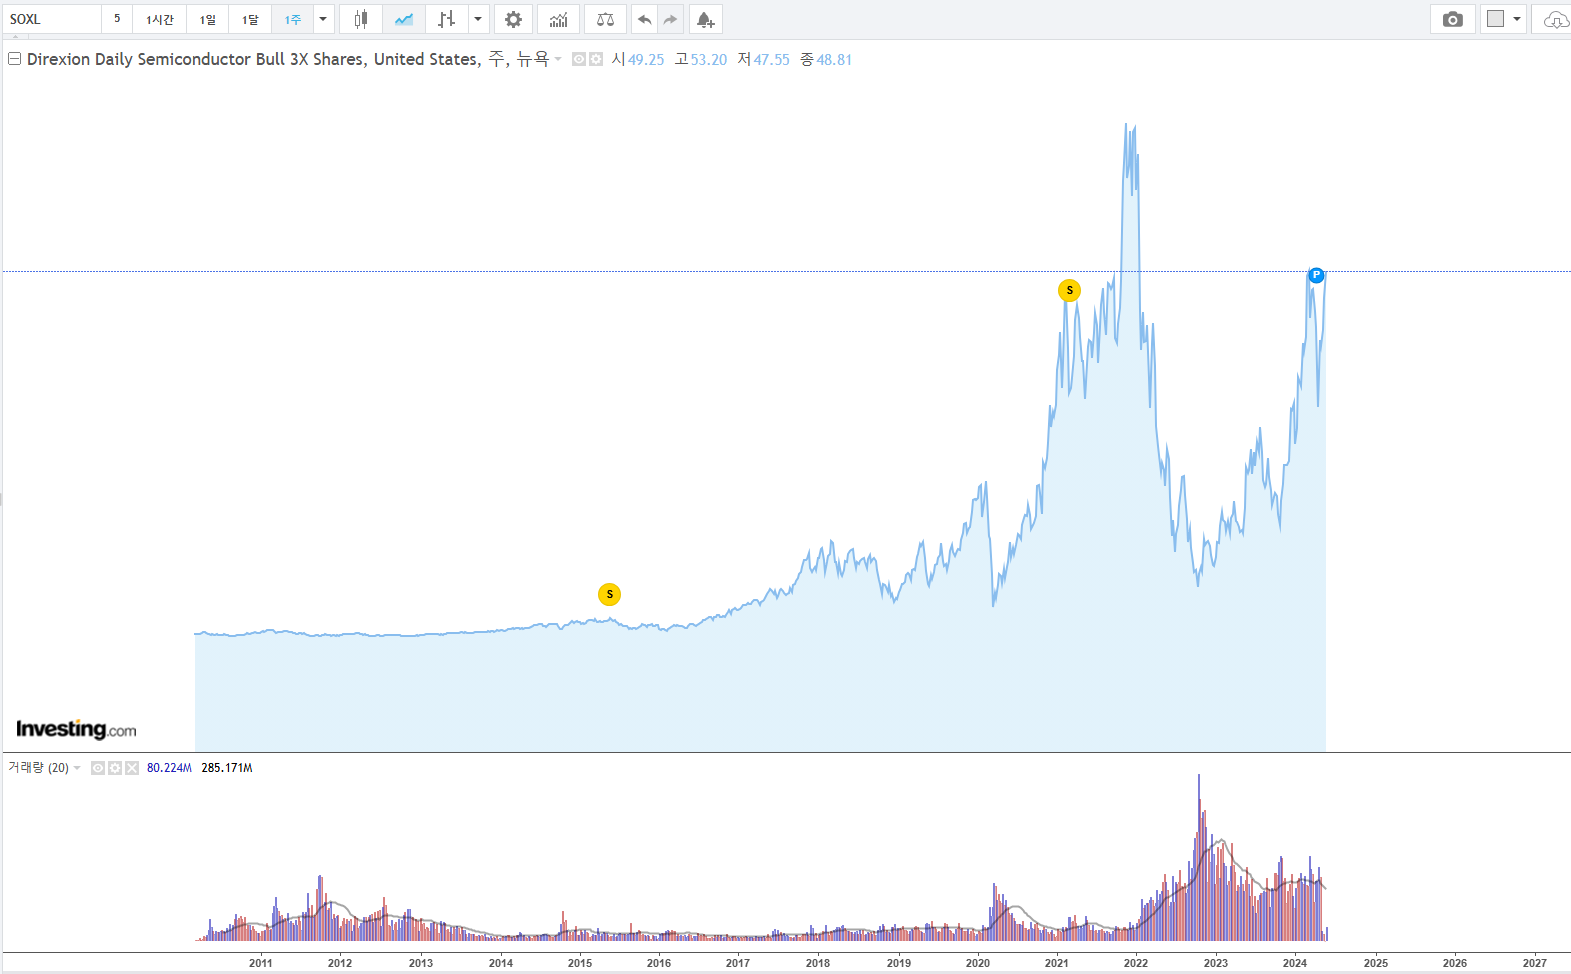 SOXL 5 1시간 1일 1달 1주
Direxion Daily Semiconductor Bull 3X Shares, United States, 주, 뉴욕 시49.25 고53.20 저47.55 종48.81
P
S
S
Investing.com
거래량 (20) 80.224M 285.171M
2011 2012 2013 2014 2015 2016 2017 2018 2019 2020 2021 2022 2023 2024 2025 2026 2027